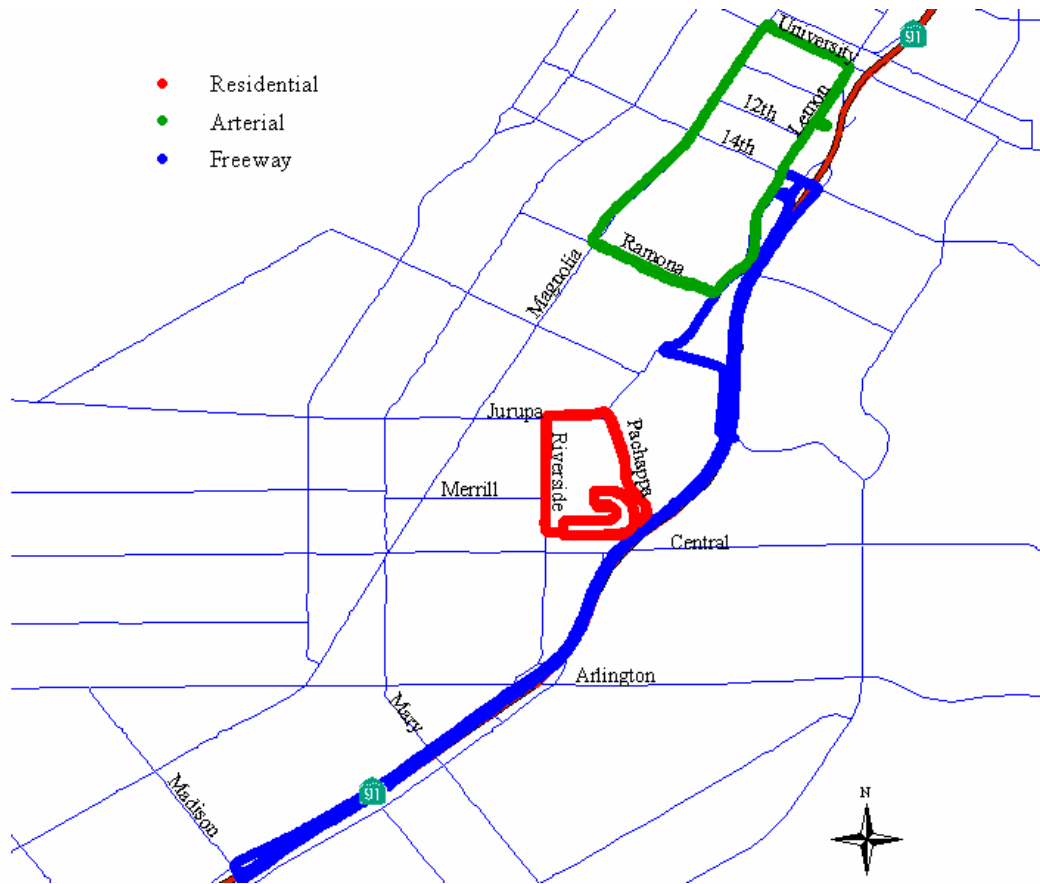 91
University
Residential
Arterial
Freeway
Lemon
12th
14th
Ramona
Magnolia
Jurupa
Pachappa
Riverside
Merrill
Central
Arlington
Mary
Madison
91
N